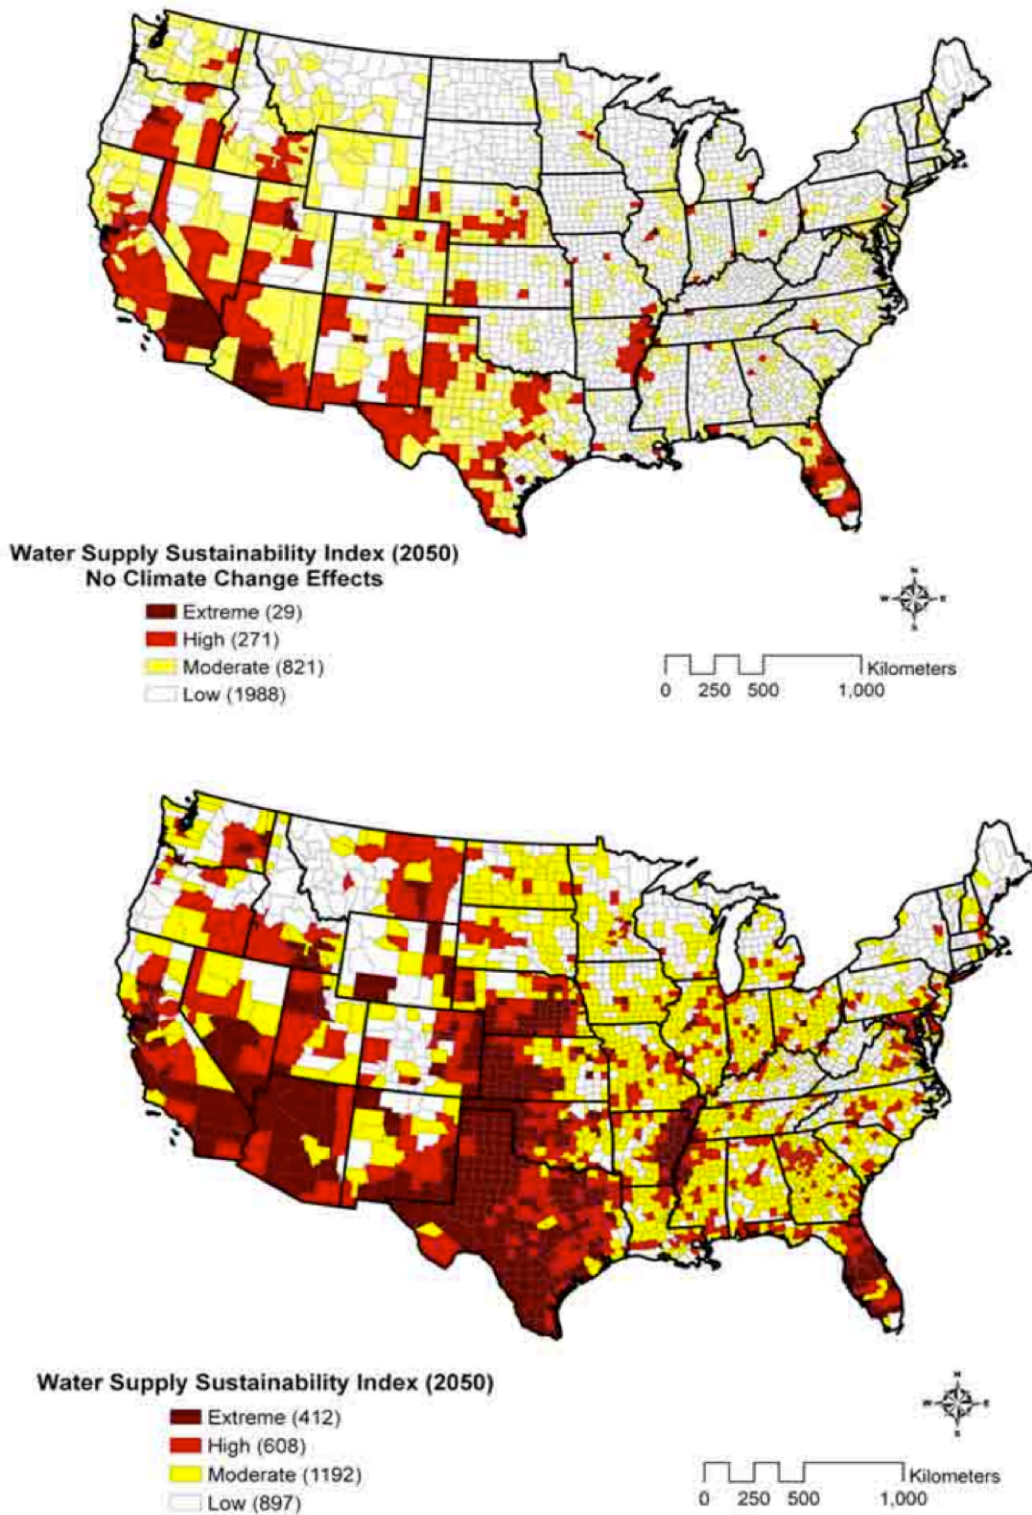 Water Supply Sustainability Index (2050)
No Climate Change Effects
Extreme (29)
High (271)
Moderate (821)
Low (1988)
N
W E
S
Kilometers
0 250 500 1,000
Water Supply Sustainability Index (2050)
Extreme (412)
High (608)
Moderate (1192)
Low (897)
N
W E
S
Kilometers
0 250 500 1,000